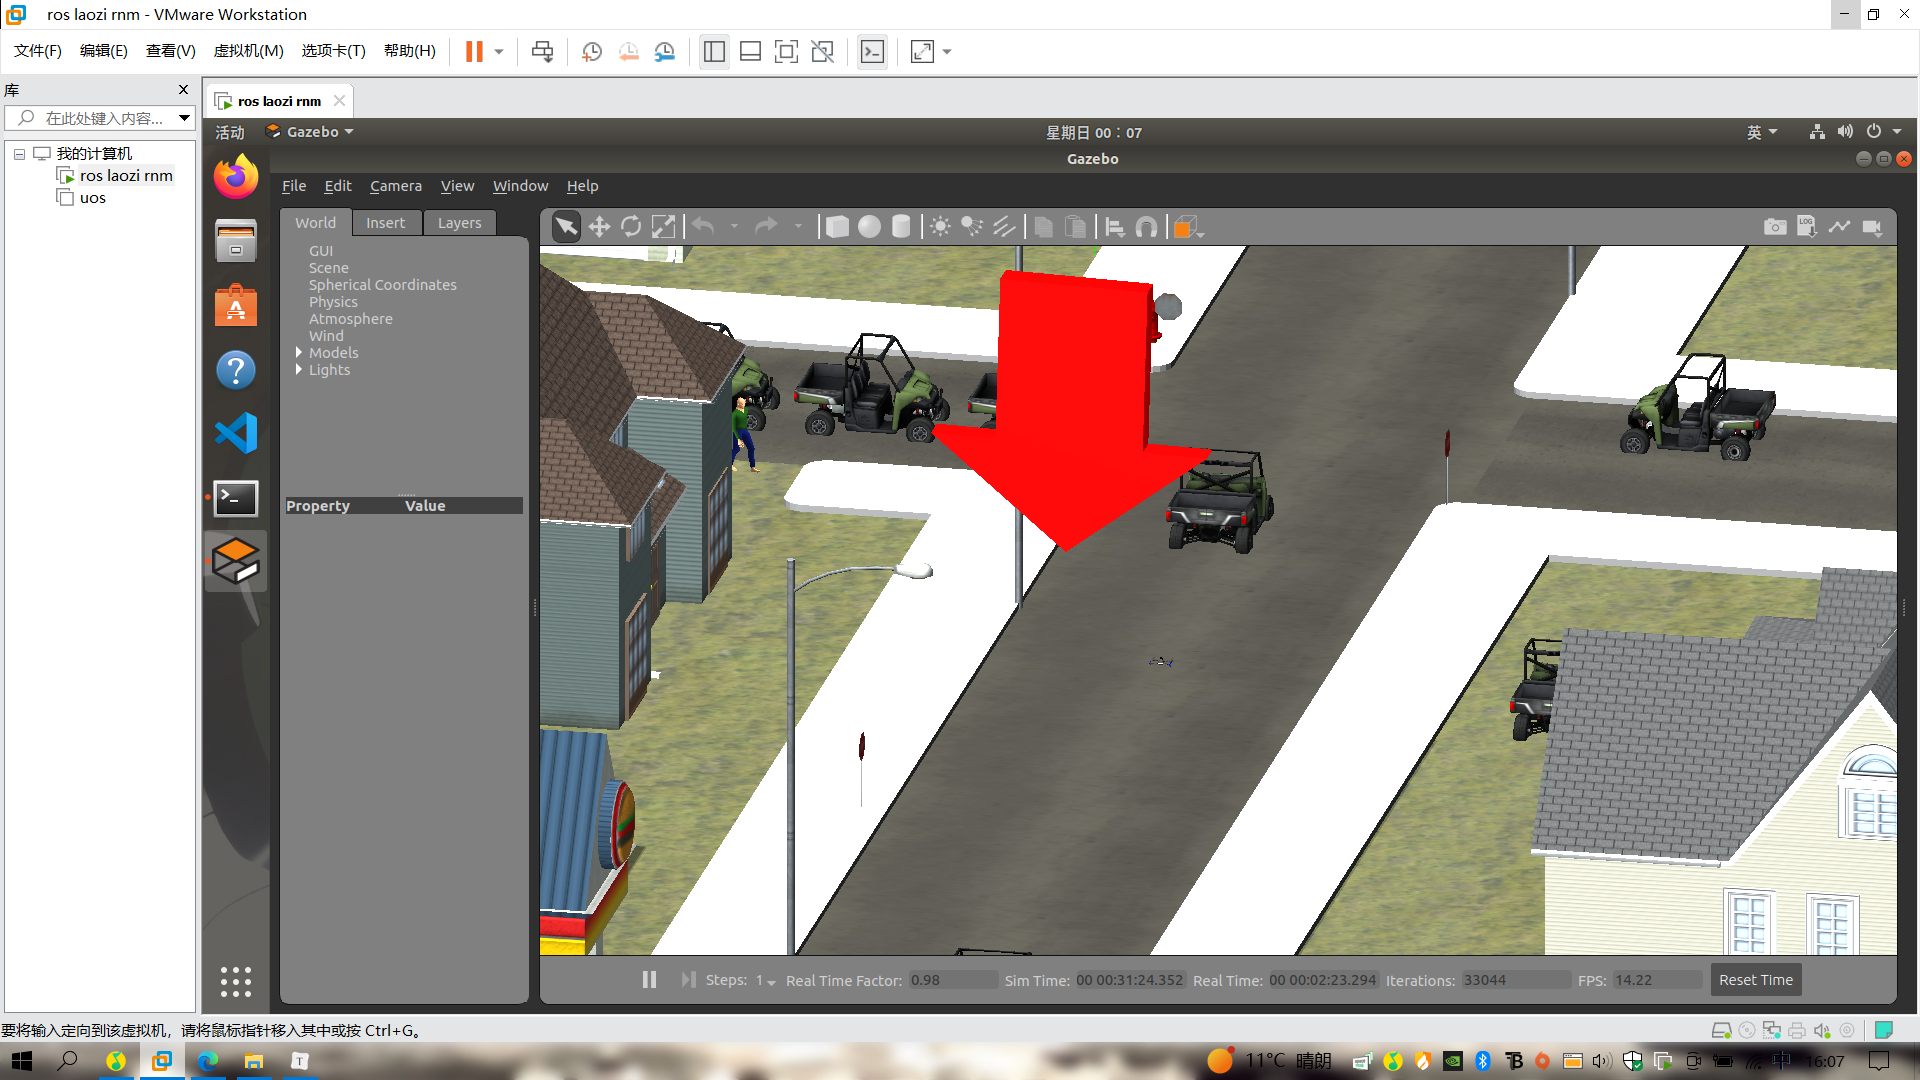 ros laozi rnm - VMware Workstation
文件(F) 编辑(E) 查看(V) 虚拟机(M) 选项卡(T) 帮助(H)
库
在此处键入内容...
我的计算机
ros laozi rnm
uos
ros laozi rnm
活动 Gazebo 星期日 00:07 英
Gazebo
File Edit Camera View Window Help
World Insert Layers
GUI
Scene
Spherical Coordinates
Physics
Atmosphere
Wind
Models
Lights
Property Value
LOG
Steps: 1 Real Time Factor: 0.98 Sim Time: 00 00:31:24.352 Real Time: 00 00:02:23.294 Iterations: 33044 FPS: 14.22 Reset Time
要将输入定向到该虚拟机，请将鼠标指针移入其中或按 Ctrl+G。
T
11°C 晴朗 中 16:07